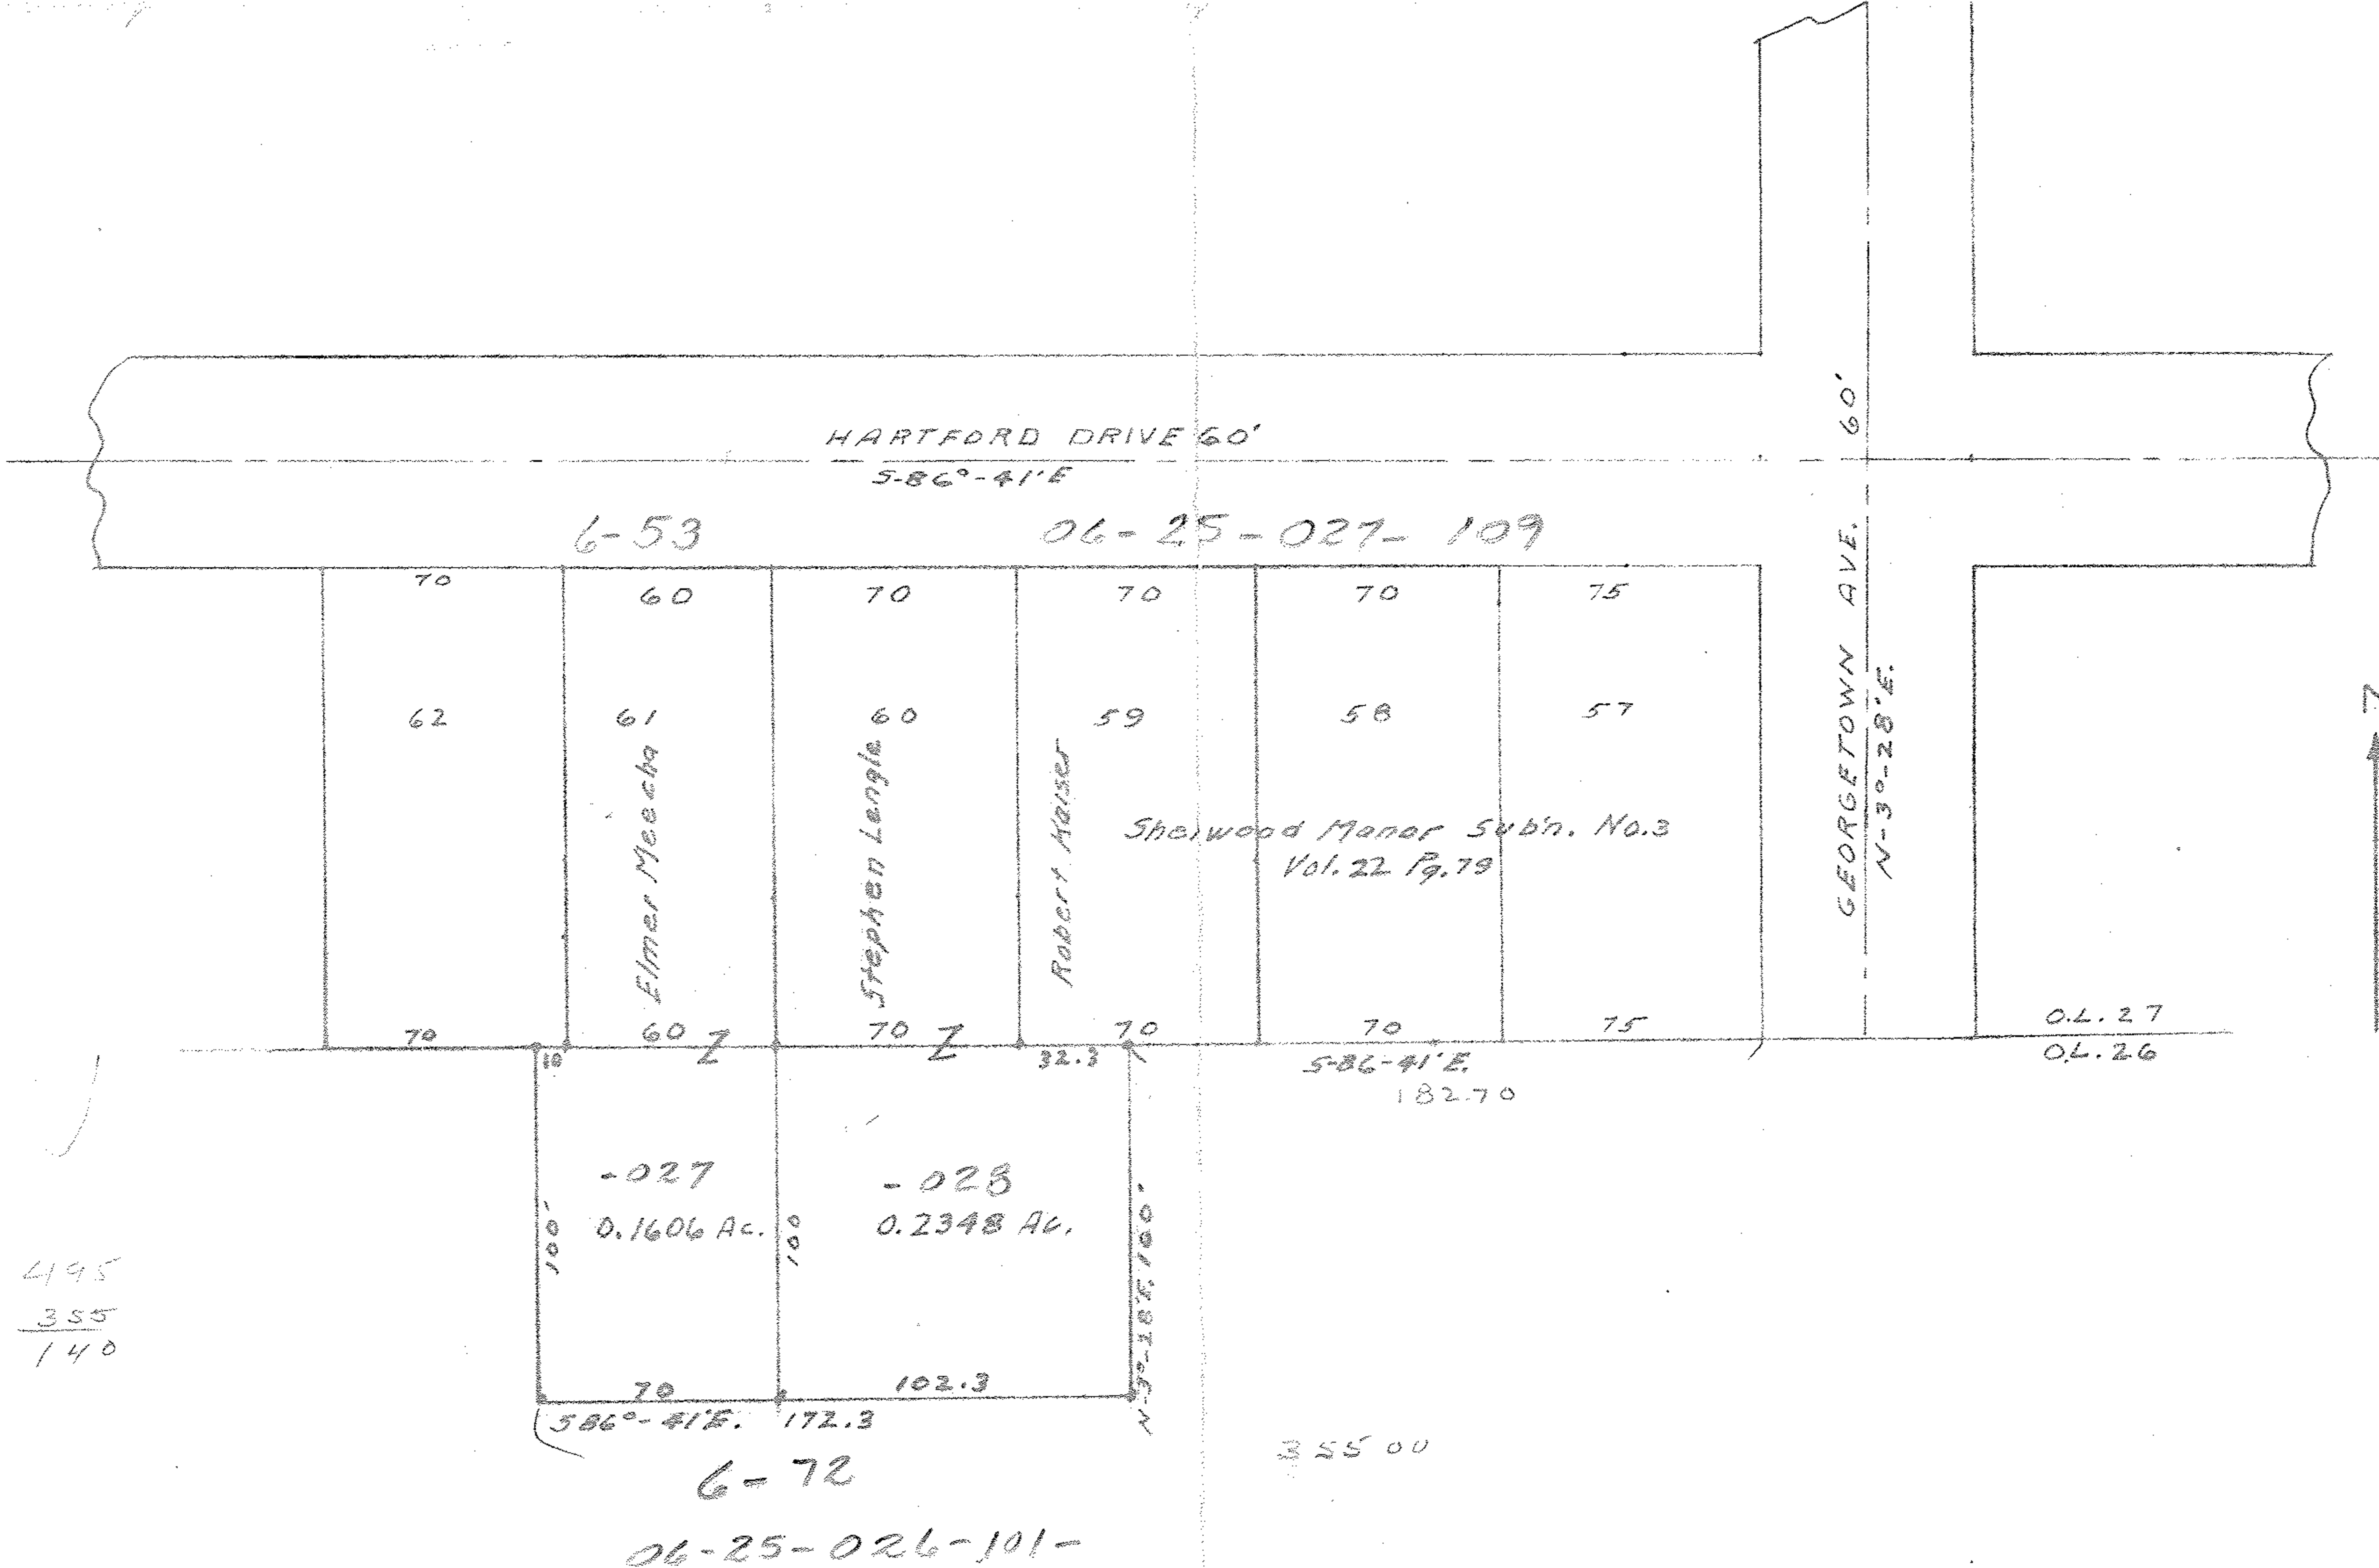 HARTFORD DRIVE 60'
S-86°-41'E
6-53
06-25-027-109
GEORGETOWN AVE. 60'
N-3°-28'E.
70
60
70
70
70
75
62
61
60
59
58
57
Elmer Meecha
Stephen Lengle
Robert Kaiser
Sherwood Manor Sub'n. No.3
Vol. 22 Pg. 79
70
60
70
70
70
75
O.L. 27
O.L. 26
10
32.3
S-86-41'E.
182.70
-027
0.1606 Ac.
-028
0.2348 Ac.
100'
100
N-3°-28'E. 100'
495
355
140
70
102.3
S86°-41'E. 172.3
355 00
6-72
06-25-026-101-